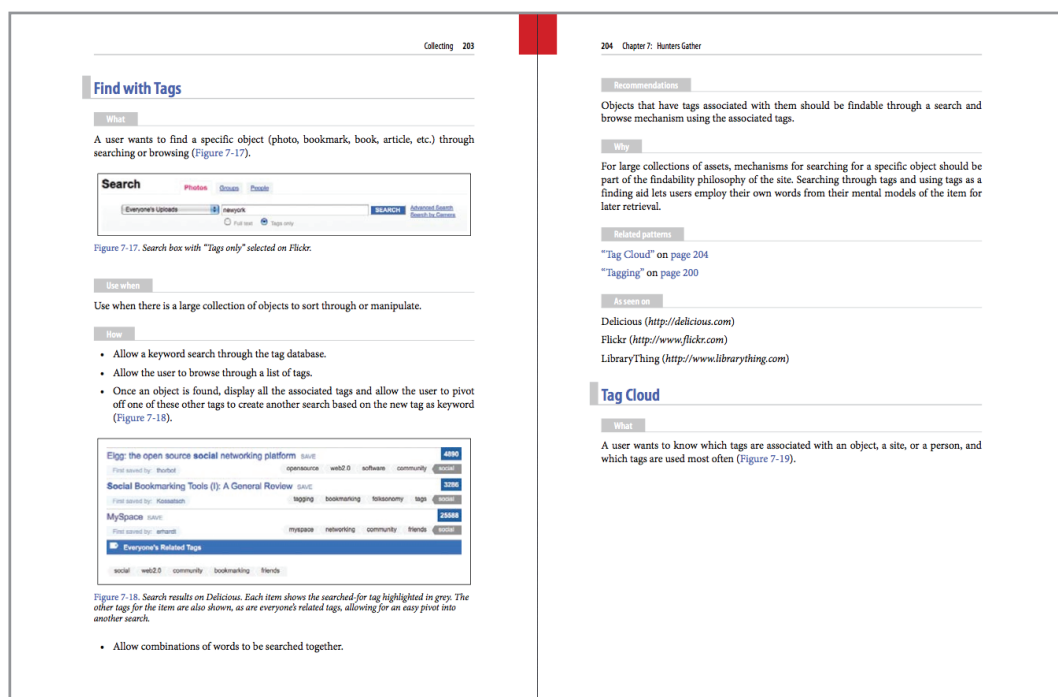 Collecting 203
Find with Tags
What
A user wants to find a specific object (photo, bookmark, book, article, etc.) through
searching or browsing (Figure 7-17).
Search Photos Groups People
Everyone's Uploads newyork SEARCH Advanced Search
Search by Camera
Full text Tags only
Figure 7-17. Search box with "Tags only" selected on Flickr.
Use when
Use when there is a large collection of objects to sort through or manipulate.
How
• Allow a keyword search through the tag database.
• Allow the user to browse through a list of tags.
• Once an object is found, display all the associated tags and allow the user to pivot
off one of these other tags to create another search based on the new tag as keyword
(Figure 7-18).
Elgg: the open source social networking platform SAVE 4890
First saved by: thorbot opensource web2.0 software community social
Social Bookmarking Tools (I): A General Review SAVE 3286
First saved by: tagging bookmarking folksonomy tags social
MySpace SAVE 25588
First saved by: erhardt myspace networking community friends social
Everyone's Related Tags
social web2.0 community bookmarking friends
Figure 7-18. Search results on Delicious. Each item shows the searched-for tag highlighted in grey. The
other tags for the item are also shown, as are everyone's related tags, allowing for an easy pivot into
another search.
• Allow combinations of words to be searched together.
204 Chapter 7: Hunters Gather
Recommendations
Objects that have tags associated with them should be findable through a search and
browse mechanism using the associated tags.
Why
For large collections of assets, mechanisms for searching for a specific object should be
part of the findability philosophy of the site. Searching through tags and using tags as a
finding aid lets users employ their own words from their mental models of the item for
later retrieval.
Related patterns
"Tag Cloud" on page 204
"Tagging" on page 200
As seen on
Delicious (http://delicious.com)
Flickr (http://www.flickr.com)
LibraryThing (http://www.librarything.com)
Tag Cloud
What
A user wants to know which tags are associated with an object, a site, or a person, and
which tags are used most often (Figure 7-19).